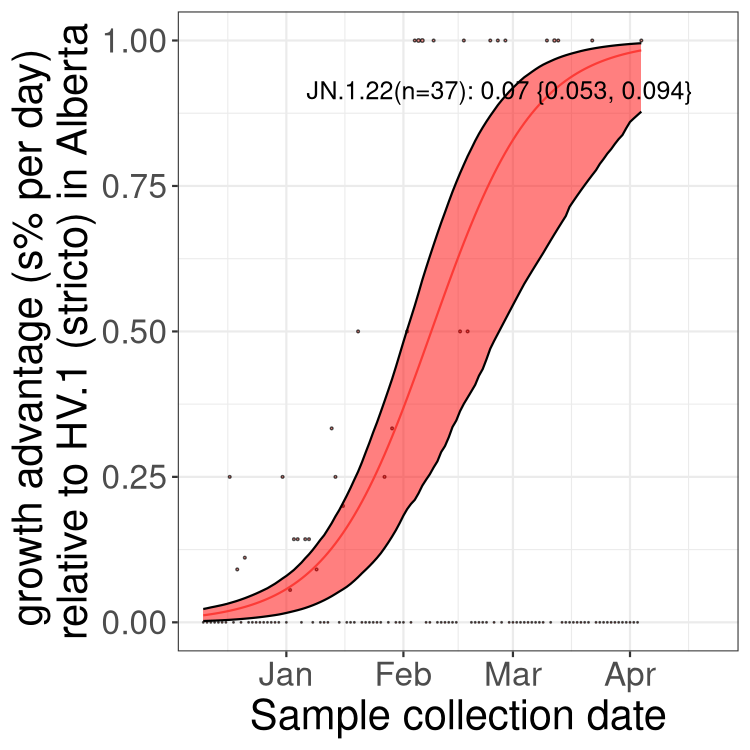 growth advantage (s% per day)
relative to HV.1 (stricto) in Alberta
1.00
0.75
0.50
0.25
0.00
JN.1.22(n=37): 0.07 {0.053, 0.094}
Jan Feb Mar Apr
Sample collection date